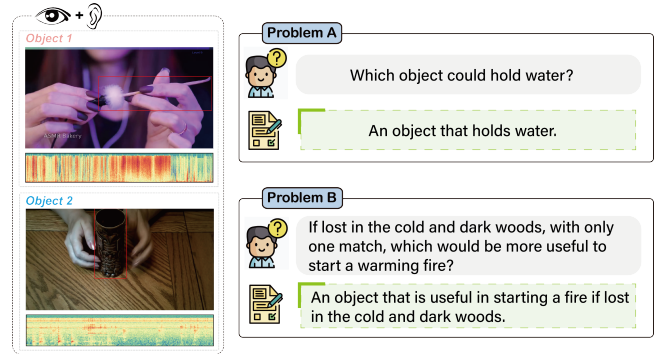 +
Object 1
ASMR Bakery
Object 2
Problem A
?
Which object could hold water?
An object that holds water.
Problem B
?
If lost in the cold and dark woods, with only
one match, which would be more useful to
start a warming fire?
An object that is useful in starting a fire if lost
in the cold and dark woods.